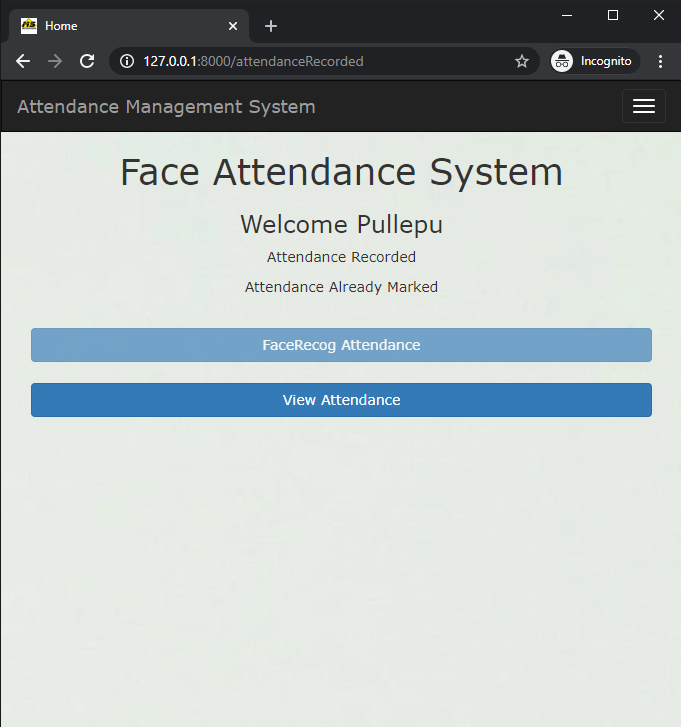 Home
127.0.0.1:8000/attendanceRecorded
Incognito
Attendance Management System
Face Attendance System
Welcome Pullepu
Attendance Recorded
Attendance Already Marked
FaceRecog Attendance
View Attendance